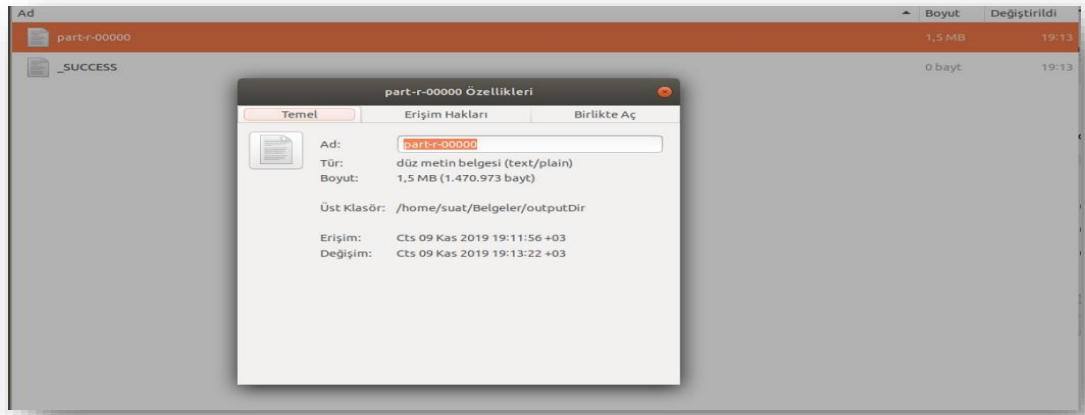 Ad Boyut Değiştirildi
part-r-00000 1,5 MB 19:13
_SUCCESS 0 bayt 19:13
part-r-00000 Özellikleri
Temel Erişim Hakları Birlikte Aç
Ad: part-r-00000
Tür: düz metin belgesi (text/plain)
Boyut: 1,5 MB (1.470.973 bayt)
Üst Klasör: /home/suat/Belgeler/outputDir
Erişim: Cts 09 Kas 2019 19:11:56 +03
Değişim: Cts 09 Kas 2019 19:13:22 +03